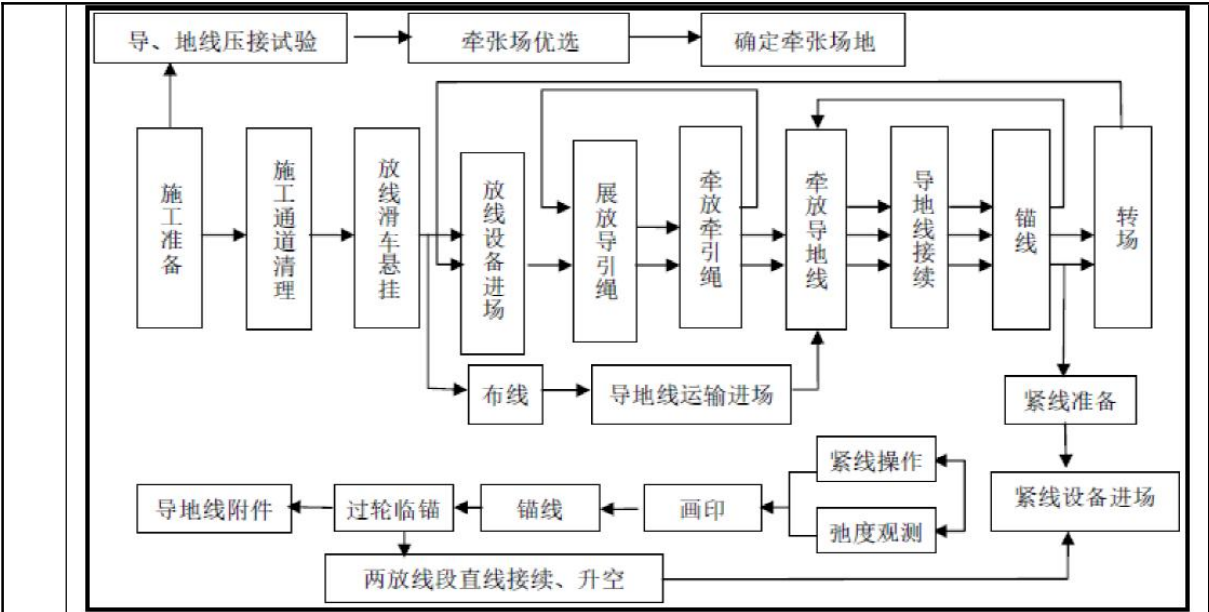 导、地线压接试验
牵张场优选
确定牵张场地
施工准备
施工通道清理
放线滑车悬挂
放线设备进场
展放导引绳
牵放牵引绳
牵放导地线
导地线接续
锚线
转场
布线
导地线运输进场
紧线准备
紧线操作
紧线设备进场
导地线附件
过轮临锚
锚线
画印
弛度观测
两放线段直线接续、升空